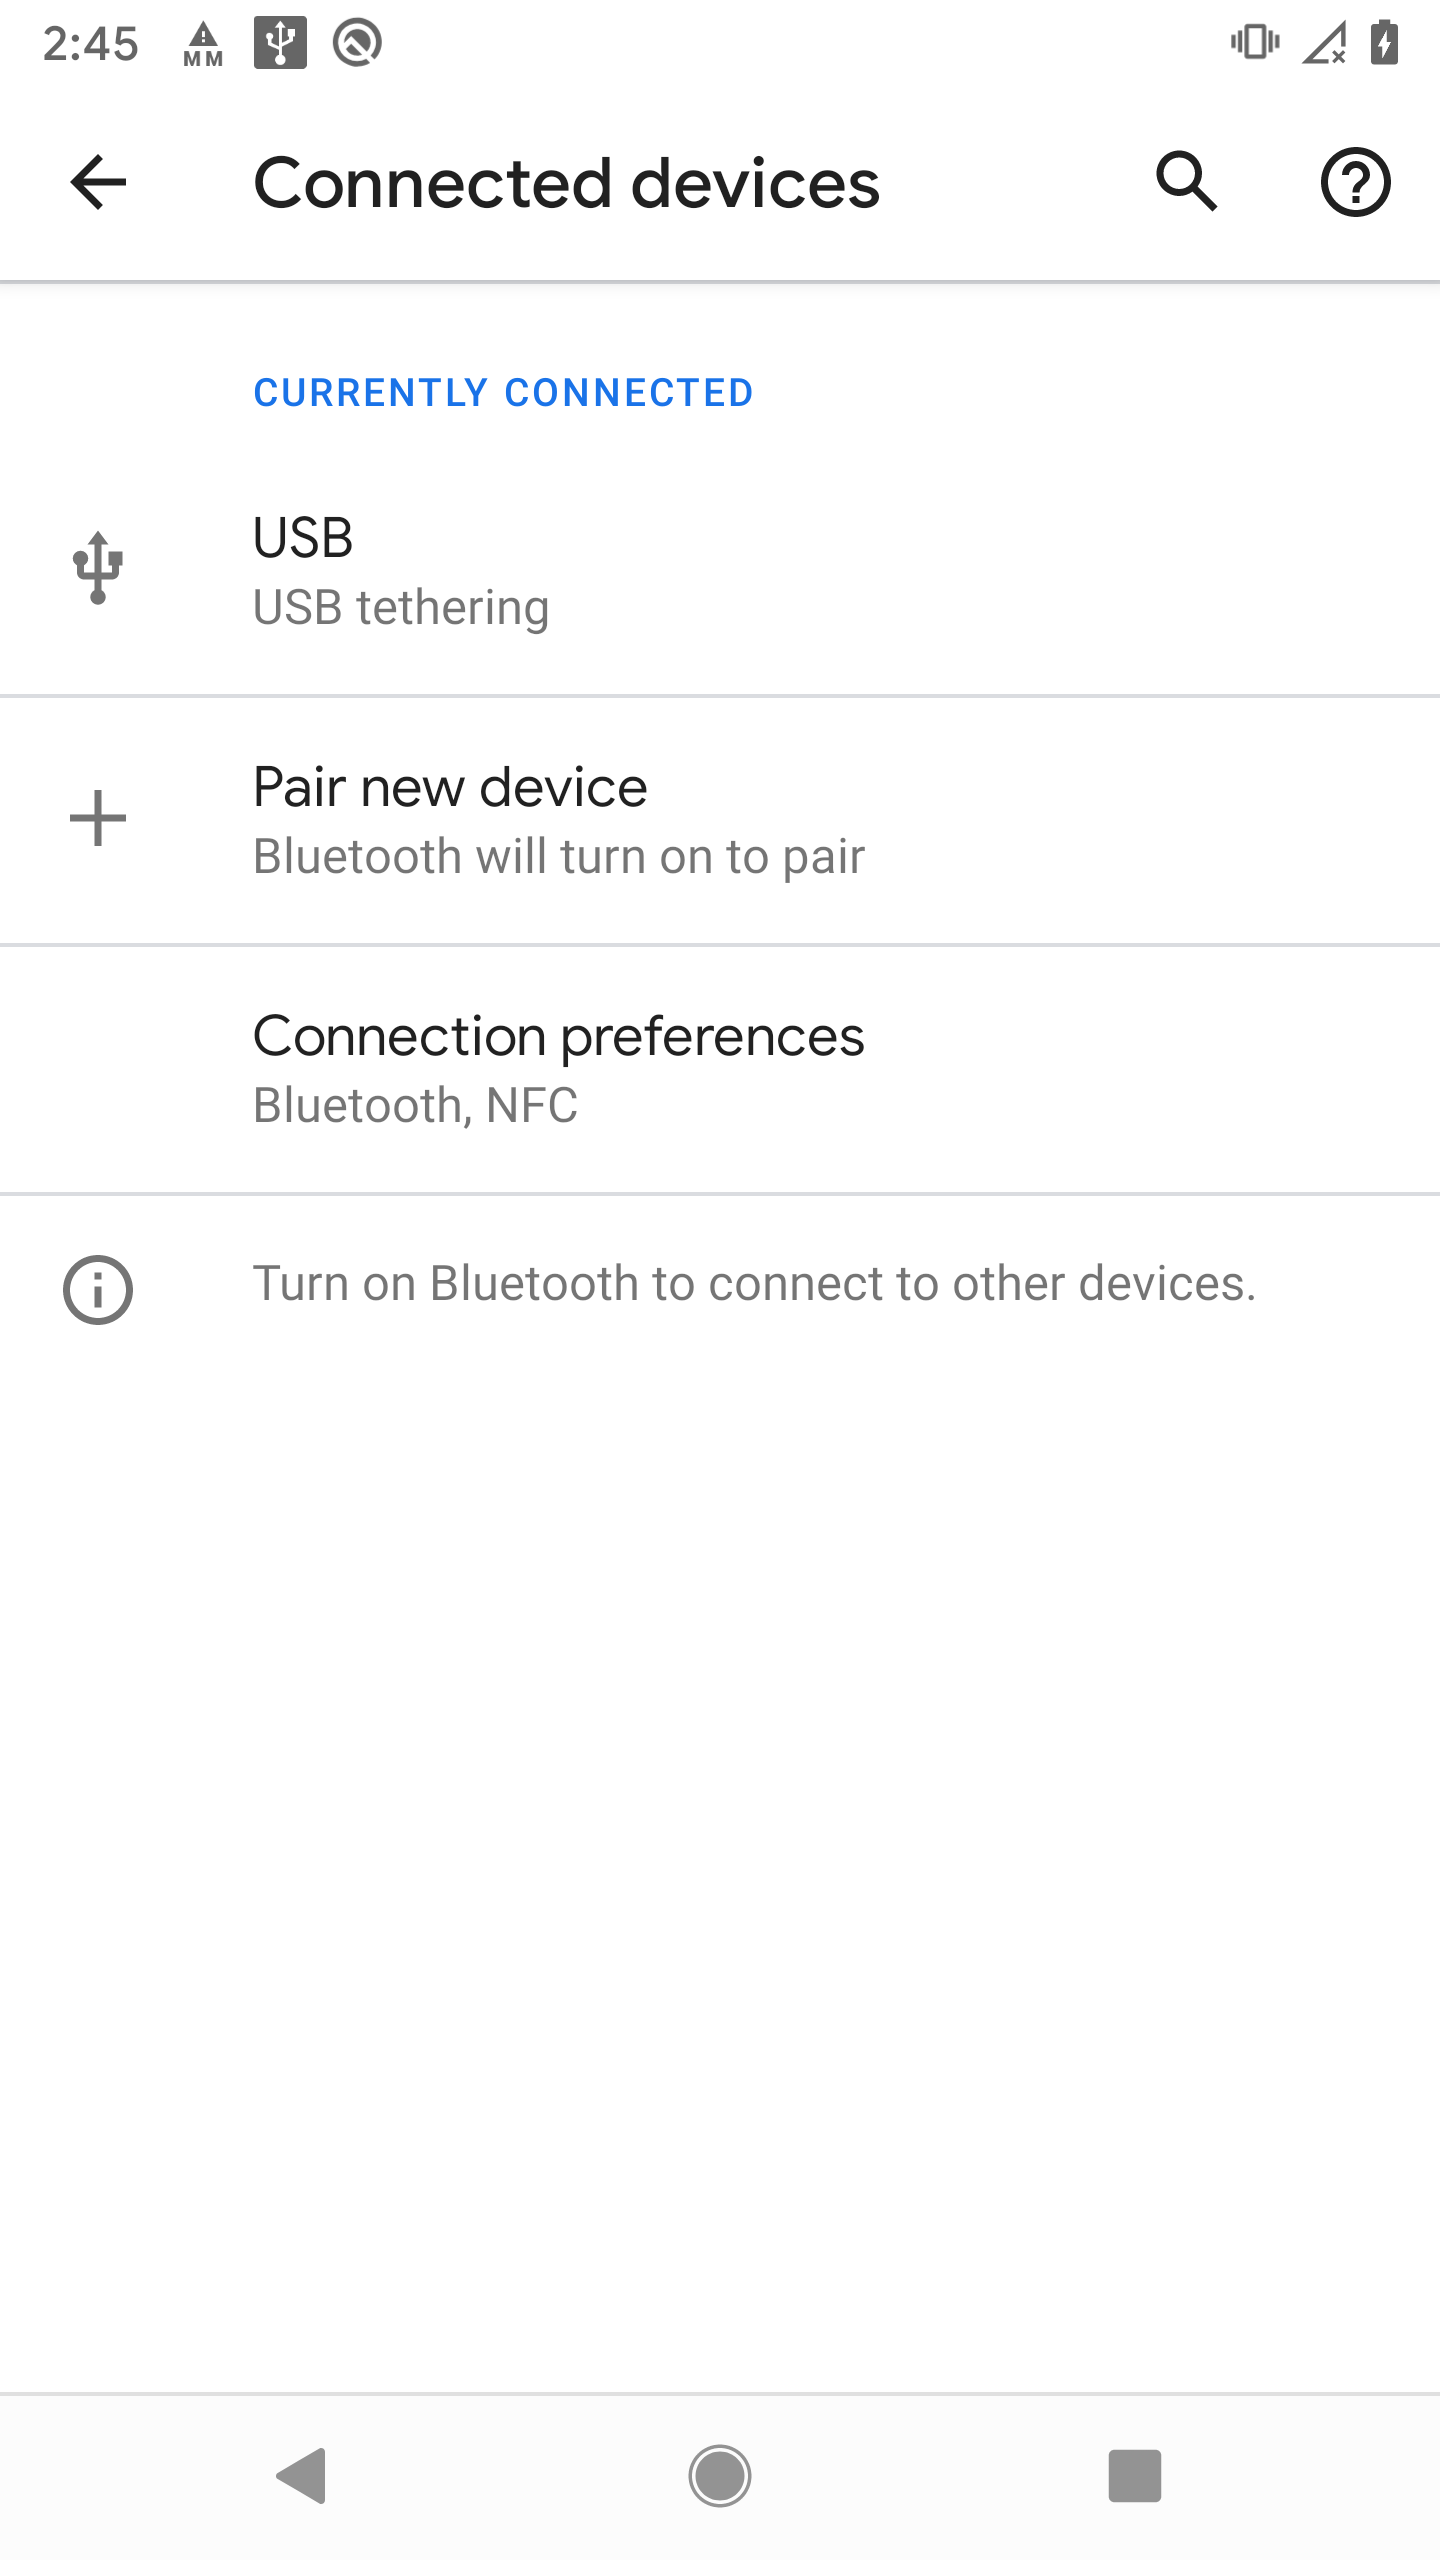 2:45 MM
Connected devices
CURRENTLY CONNECTED
USB
USB tethering
Pair new device
Bluetooth will turn on to pair
Connection preferences
Bluetooth, NFC
Turn on Bluetooth to connect to other devices.